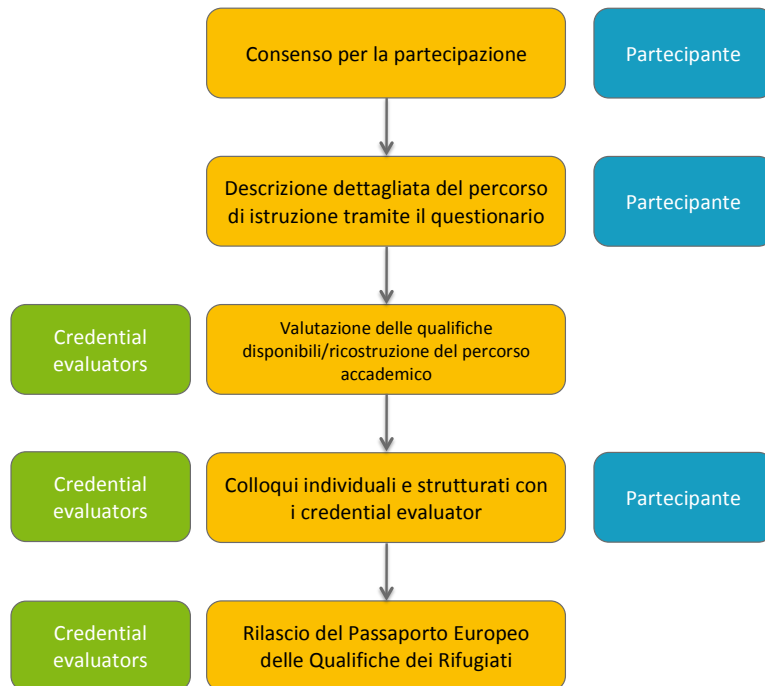 Consenso per la partecipazione
Partecipante
Descrizione dettagliata del percorso
di istruzione tramite il questionario
Partecipante
Credential
evaluators
Valutazione delle qualifiche
disponibili/ricostruzione del percorso
accademico
Credential
evaluators
Colloqui individuali e strutturati con
i credential evaluator
Partecipante
Credential
evaluators
Rilascio del Passaporto Europeo
delle Qualifiche dei Rifugiati